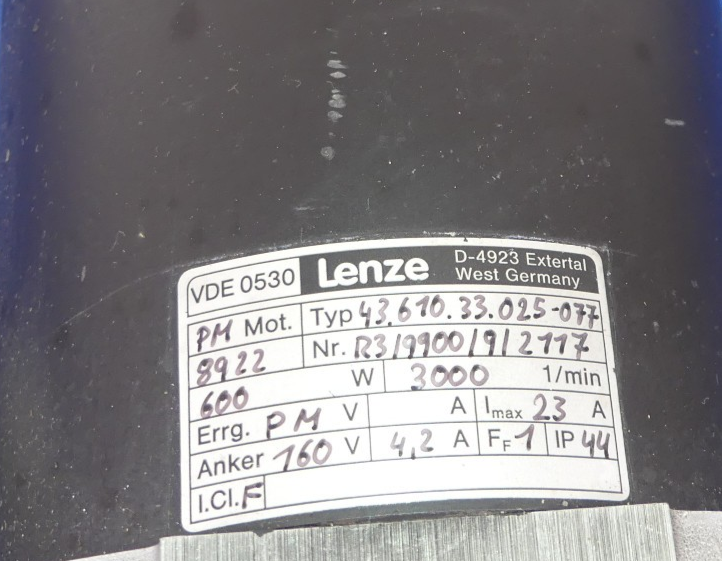 VDE 0530 Lenze D-4923 Extertal
West Germany
PM Mot. Typ 43.610.33.025-077
8922 Nr. R3/9900/9/2117
600 W 3000 1/min
Errg. PM V A Imax 23 A
Anker 160 V 4,2 A FF 1 IP 44
I.Cl. F